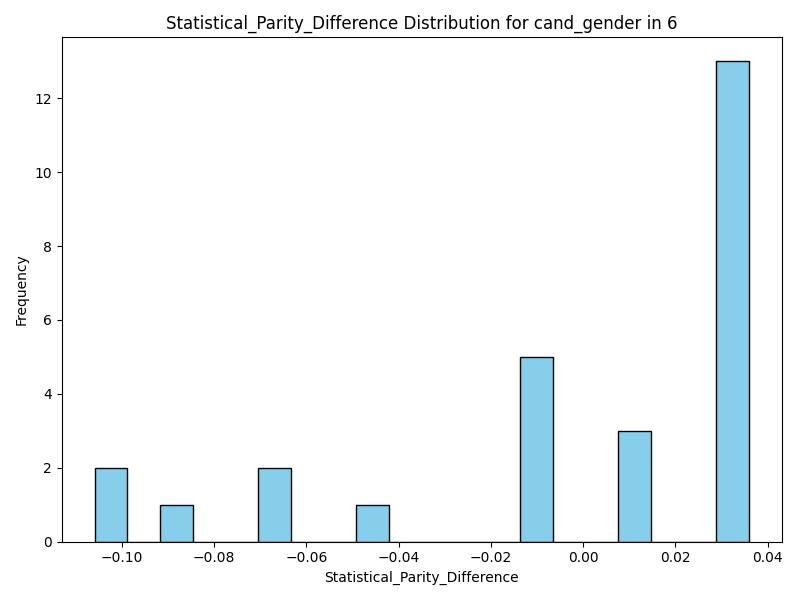 Statistical_Parity_Difference Distribution for cand_gender in 6
Frequency
12
10
8
6
4
2
0
−0.10 −0.08 −0.06 −0.04 −0.02 0.00 0.02 0.04
Statistical_Parity_Difference